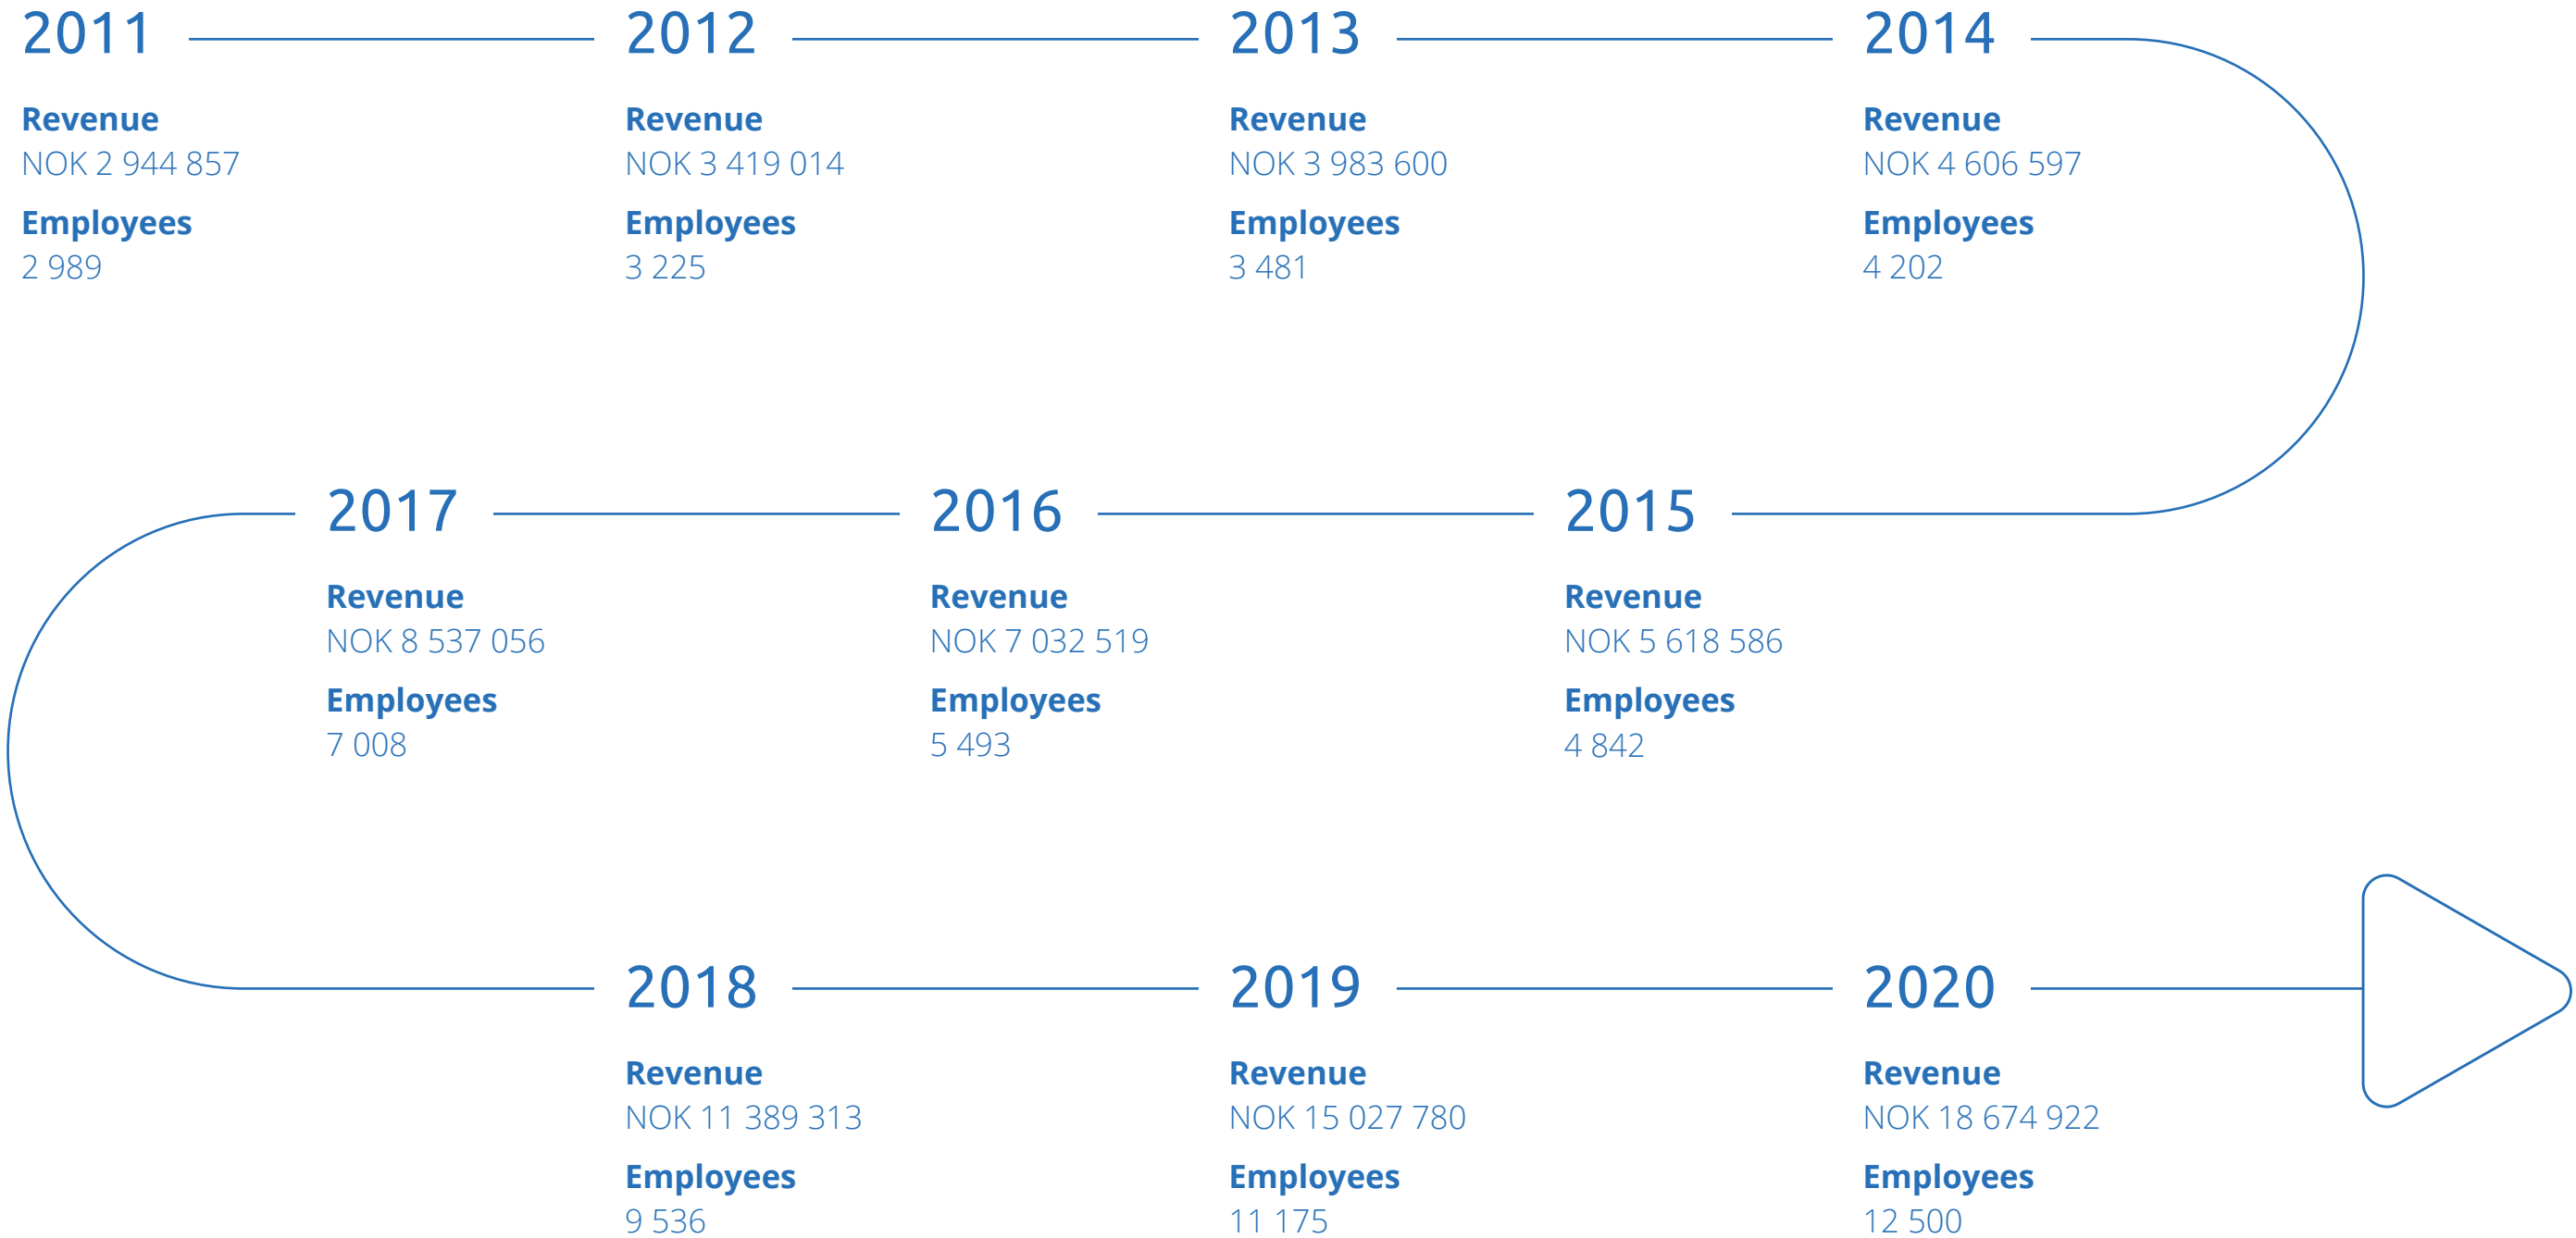 2011
Revenue
NOK 2 944 857
Employees
2 989
2012
Revenue
NOK 3 419 014
Employees
3 225
2013
Revenue
NOK 3 983 600
Employees
3 481
2014
Revenue
NOK 4 606 597
Employees
4 202
2015
Revenue
NOK 5 618 586
Employees
4 842
2016
Revenue
NOK 7 032 519
Employees
5 493
2017
Revenue
NOK 8 537 056
Employees
7 008
2018
Revenue
NOK 11 389 313
Employees
9 536
2019
Revenue
NOK 15 027 780
Employees
11 175
2020
Revenue
NOK 18 674 922
Employees
12 500